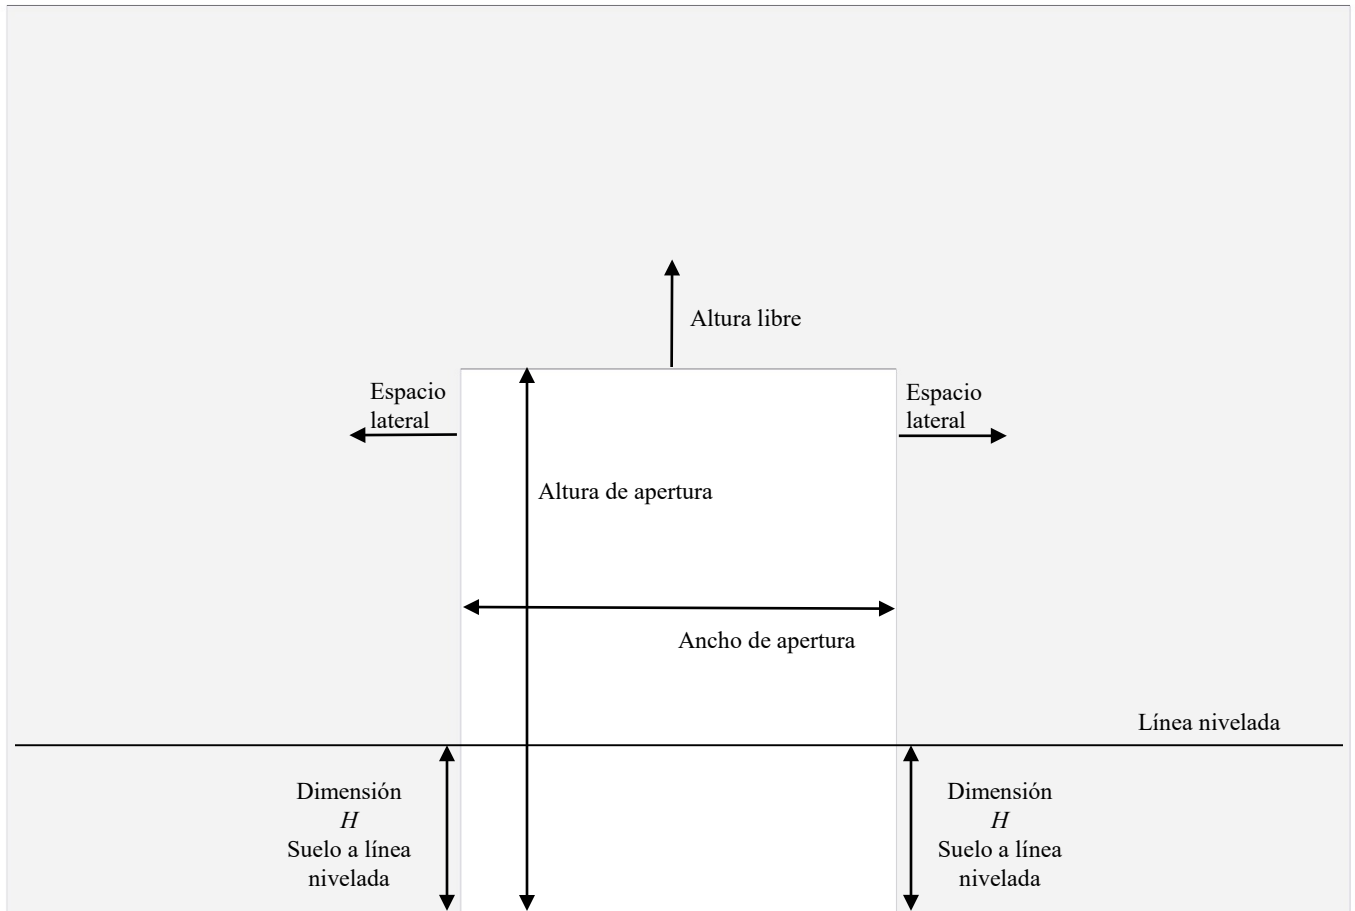 Altura libre
Espacio
lateral
Espacio
lateral
Altura de apertura
Ancho de apertura
Línea nivelada
Dimensión
H
Suelo a línea
nivelada
Dimensión
H
Suelo a línea
nivelada